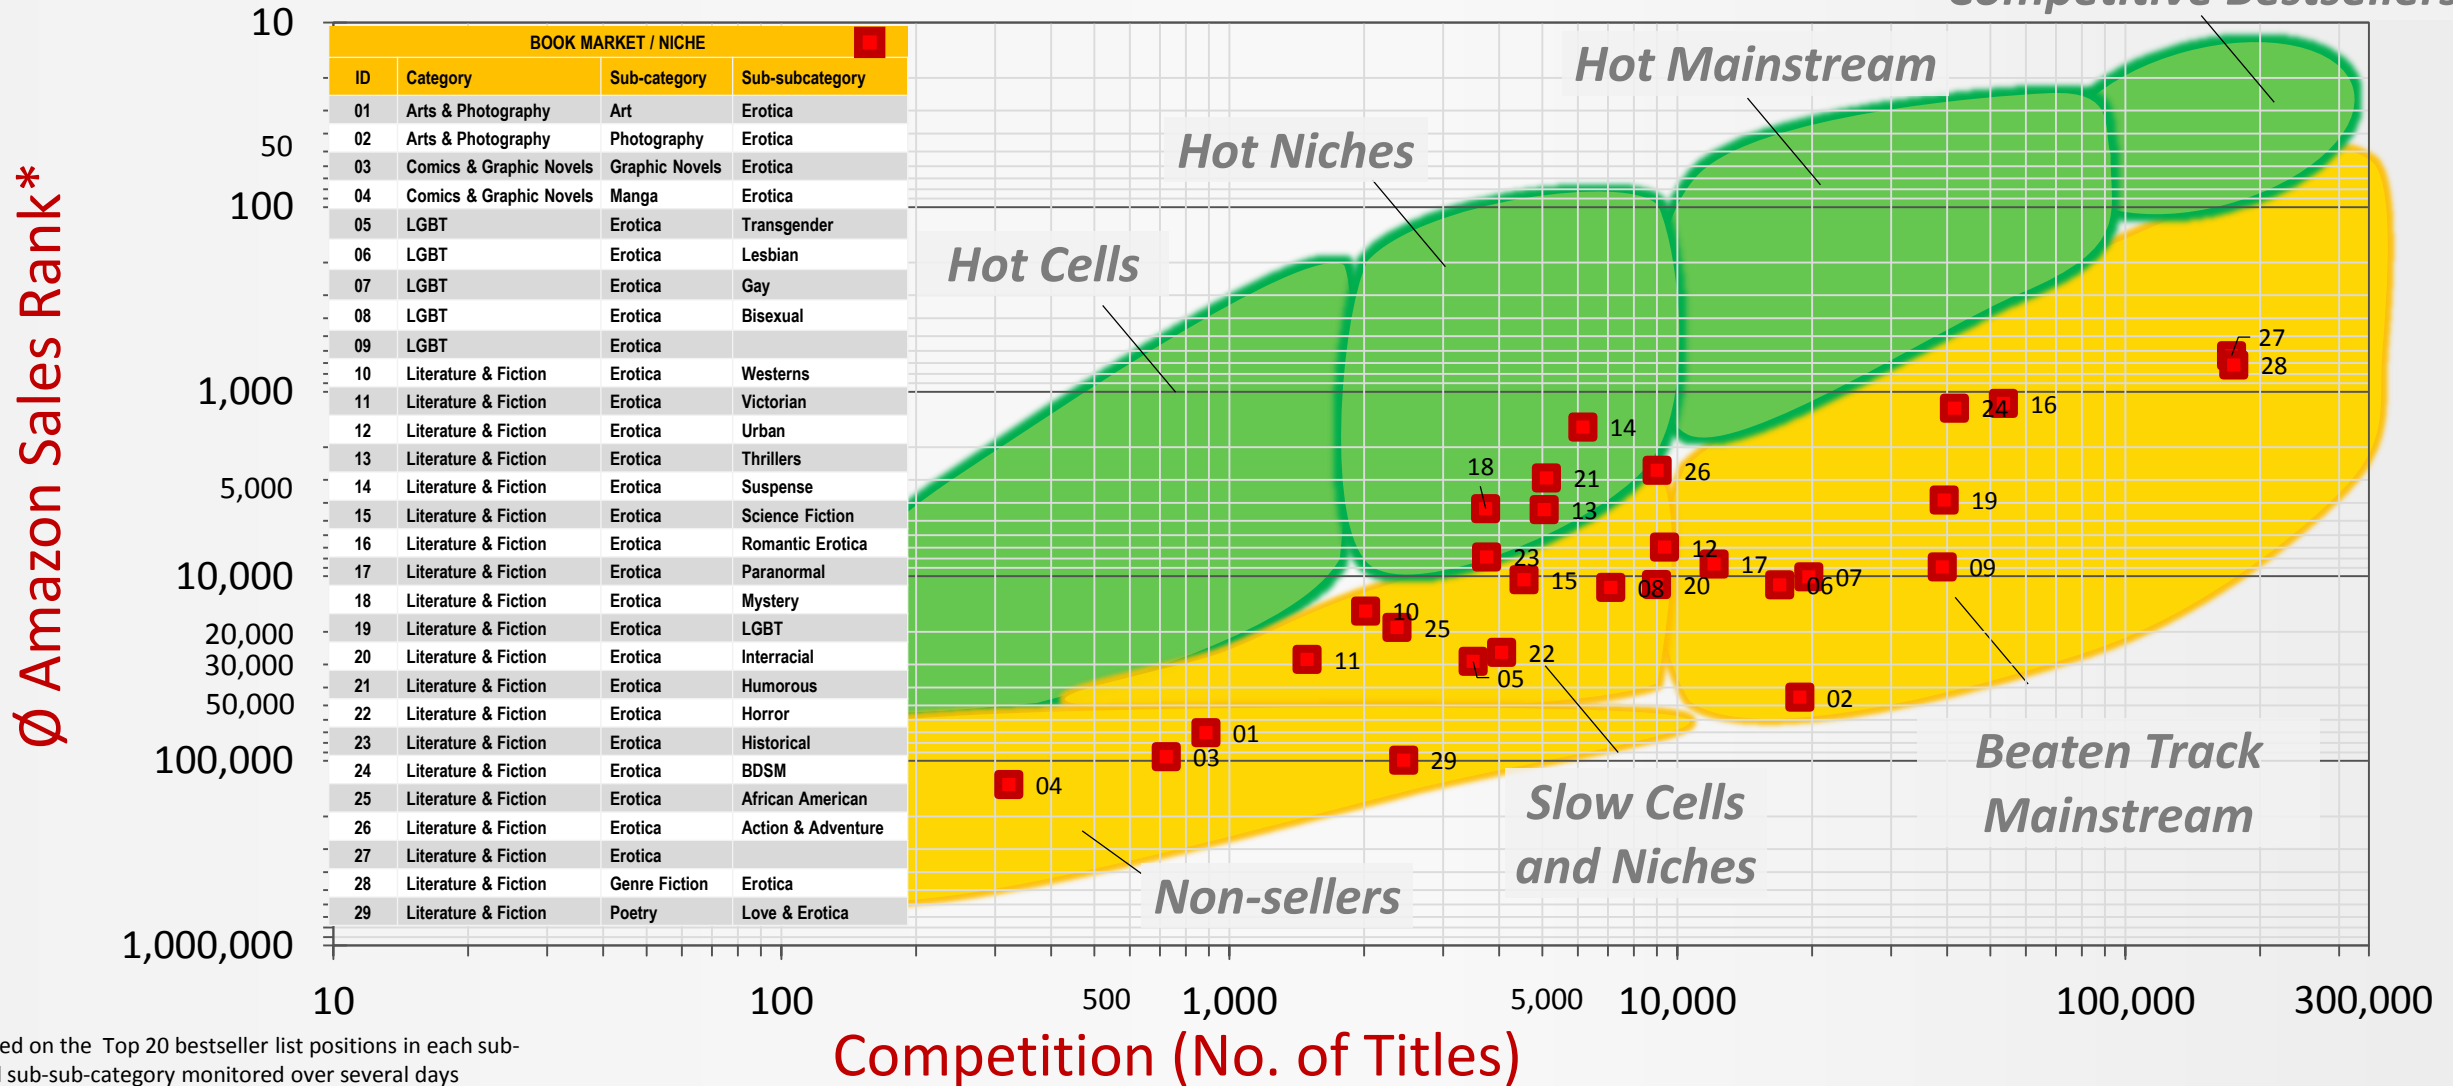 Competitive Bestsellers
Hot Mainstream
Hot Niches
Hot Cells
Ø Amazon Sales Rank*
10
50
100
1,000
5,000
10,000
20,000
30,000
50,000
100,000
1,000,000
BOOK MARKET / NICHE
ID Category Sub-category Sub-subcategory
01 Arts & Photography Art Erotica
02 Arts & Photography Photography Erotica
03 Comics & Graphic Novels Graphic Novels Erotica
04 Comics & Graphic Novels Manga Erotica
05 LGBT Erotica Transgender
06 LGBT Erotica Lesbian
07 LGBT Erotica Gay
08 LGBT Erotica Bisexual
09 LGBT Erotica
10 Literature & Fiction Erotica Westerns
11 Literature & Fiction Erotica Victorian
12 Literature & Fiction Erotica Urban
13 Literature & Fiction Erotica Thrillers
14 Literature & Fiction Erotica Suspense
15 Literature & Fiction Erotica Science Fiction
16 Literature & Fiction Erotica Romantic Erotica
17 Literature & Fiction Erotica Paranormal
18 Literature & Fiction Erotica Mystery
19 Literature & Fiction Erotica LGBT
20 Literature & Fiction Erotica Interracial
21 Literature & Fiction Erotica Humorous
22 Literature & Fiction Erotica Horror
23 Literature & Fiction Erotica Historical
24 Literature & Fiction Erotica BDSM
25 Literature & Fiction Erotica African American
26 Literature & Fiction Erotica Action & Adventure
27 Literature & Fiction Erotica
28 Literature & Fiction Genre Fiction Erotica
29 Literature & Fiction Poetry Love & Erotica
27
28
24
16
14
18
21
26
13
19
23
12
15
17
08
20
06
07
09
10
25
11
22
05
02
01
03
29
04
Beaten Track
Mainstream
Slow Cells
and Niches
Non-sellers
10
100
500
1,000
5,000
10,000
100,000
300,000
Competition (No. of Titles)
ed on the Top 20 bestseller list positions in each sub-
sub-sub-category monitored over several days